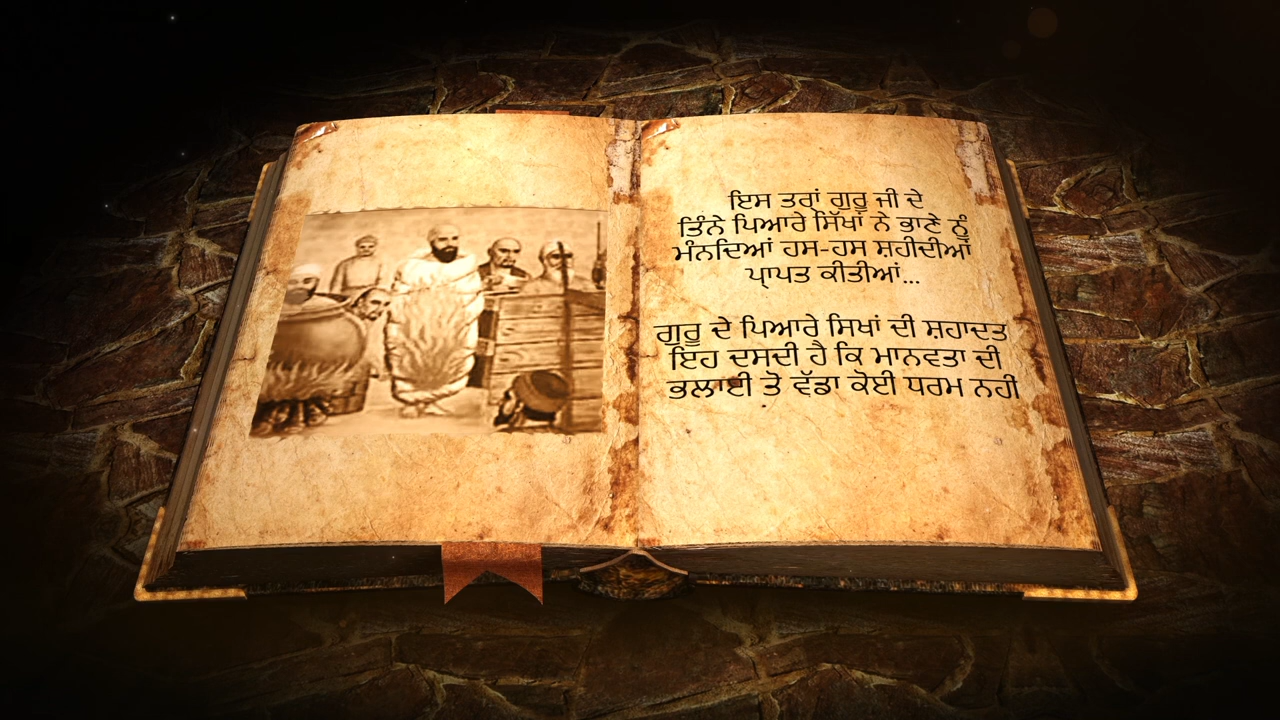 ਇਸ ਤਰਾਂ ਗੁਰੂ ਜੀ ਦੇ
ਤਿੰਨੇ ਪਿਆਰੇ ਸਿੱਖਾਂ ਨੇ ਭਾਣੇ ਨੂੰ
ਮੰਨਦਿਆਂ ਹਸ-ਹਸ ਸ਼ਹੀਦੀਆਂ
ਪ੍ਰਾਪਤ ਕੀਤੀਆਂ...
ਗੁਰੂ ਦੇ ਪਿਆਰੇ ਸਿਖਾਂ ਦੀ ਸ਼ਹਾਦਤ
ਇਹ ਦਸਦੀ ਹੈ ਕਿ ਮਾਨਵਤਾ ਦੀ
ਭਲਾਈ ਤੋਂ ਵੱਡਾ ਕੋਈ ਧਰਮ ਨਹੀਂ